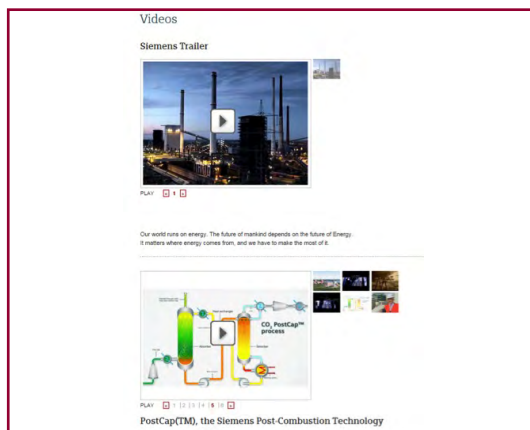 Videos
Siemens Trailer
PLAY 1
Our world runs on energy. The future of mankind depends on the future of Energy.
It matters where energy comes from, and we have to make the most of it.
CO₂ PostCap™
process
PLAY 1 | 2 | 3 | 4 | 5 | 6
PostCap(TM), the Siemens Post-Combustion Technology